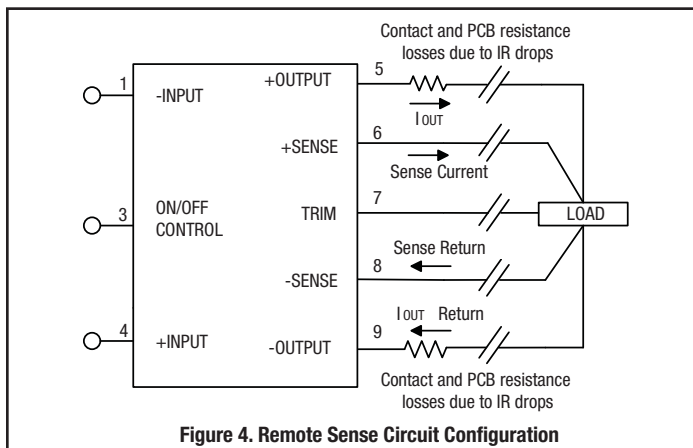 Contact and PCB resistance
losses due to IR drops
1
-INPUT
+OUTPUT
5
IOUT
+SENSE
6
Sense Current
3
ON/OFF
CONTROL
TRIM
7
LOAD
Sense Return
-SENSE
8
4
+INPUT
-OUTPUT
9
IOUT Return
Contact and PCB resistance
losses due to IR drops
Figure 4. Remote Sense Circuit Configuration